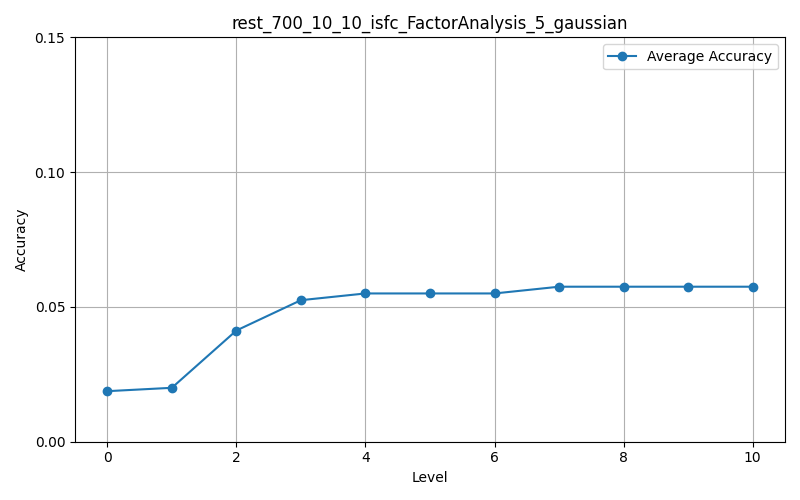 rest_700_10_10_isfc_FactorAnalysis_5_gaussian
Average Accuracy
0.15
0.10
0.05
0.00
Accuracy
0 2 4 6 8 10
Level